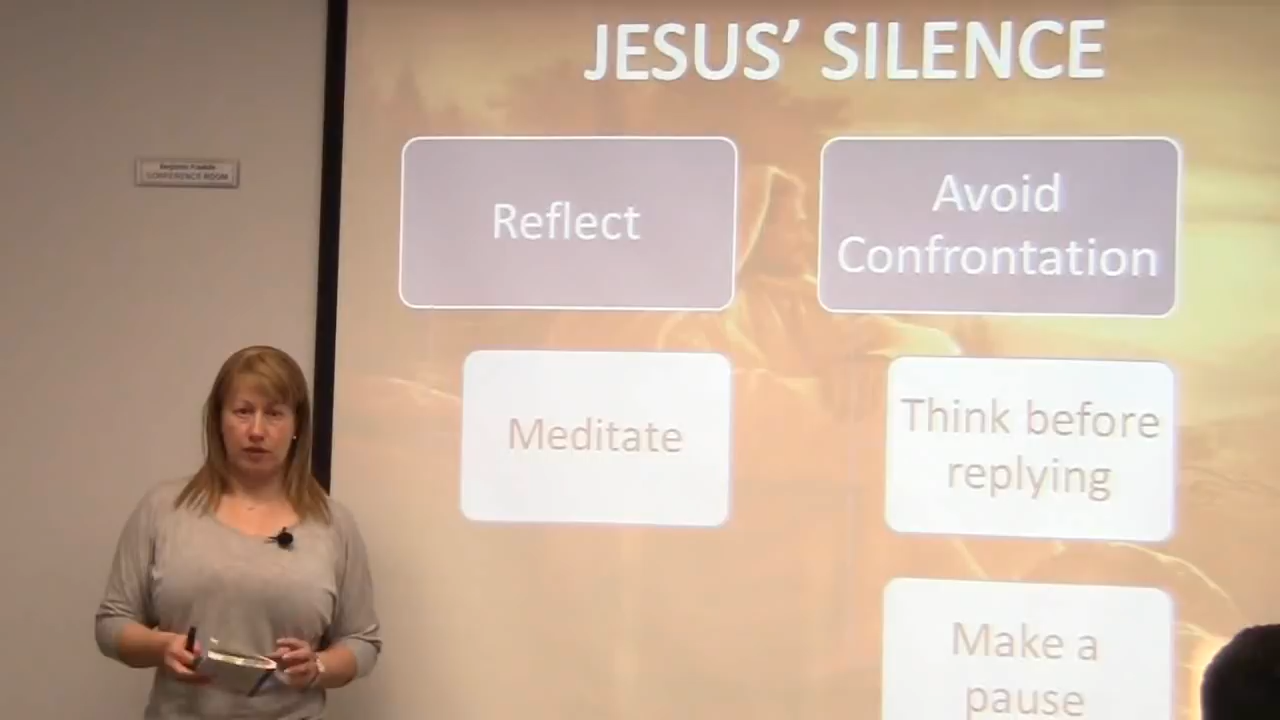 JESUS’ SILENCE
CONFERENCE ROOM
Reflect
Avoid
Confrontation
Meditate
Think before
replying
Make a
pause